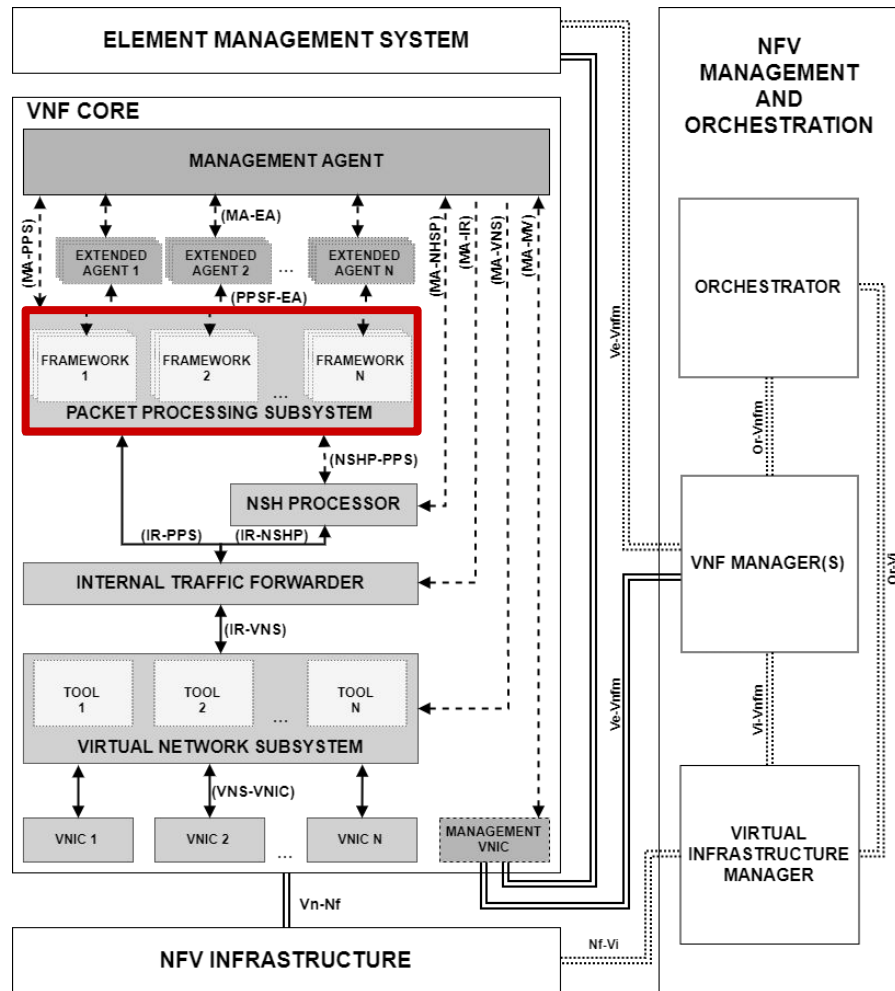 ELEMENT MANAGEMENT SYSTEM
NFV
MANAGEMENT
AND
ORCHESTRATION
VNF CORE
MANAGEMENT AGENT
(MA-PPS)
(MA-EA)
(MA-NHSP)
(MA-IR)
(MA-VNS)
(MA-MV)
EXTENDED
AGENT 1
EXTENDED
AGENT 2
...
EXTENDED
AGENT N
(PPSF-EA)
FRAMEWORK
1
FRAMEWORK
2
...
FRAMEWORK
N
PACKET PROCESSING SUBSYSTEM
(NSHP-PPS)
NSH PROCESSOR
(IR-PPS)
(IR-NSHP)
INTERNAL TRAFFIC FORWARDER
(IR-VNS)
TOOL
1
TOOL
2
...
TOOL
N
VIRTUAL NETWORK SUBSYSTEM
(VNS-VNIC)
VNIC 1
VNIC 2
...
VNIC N
MANAGEMENT
VNIC
Vn-Nf
NFV INFRASTRUCTURE
Nf-Vi
Ve-Vnfm
Ve-Vnfm
ORCHESTRATOR
Or-Vnfm
VNF MANAGER(S)
Or-Vi
Vi-Vnfm
VIRTUAL
INFRASTRUCTURE
MANAGER